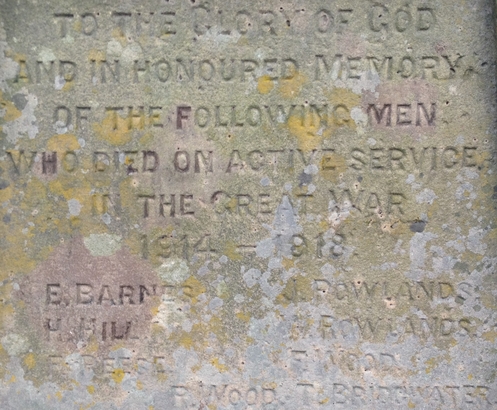 TO THE GLORY OF GOD
AND IN HONOURED MEMORY
OF THE FOLLOWING MEN
WHO DIED ON ACTIVE SERVICE
IN THE GREAT WAR
1914 – 1918.
E. BARNES J. ROWLANDS.
H. HILL ROWLANDS.
REESE F. WOOD.
R. WOOD. T. BRIDGWATER